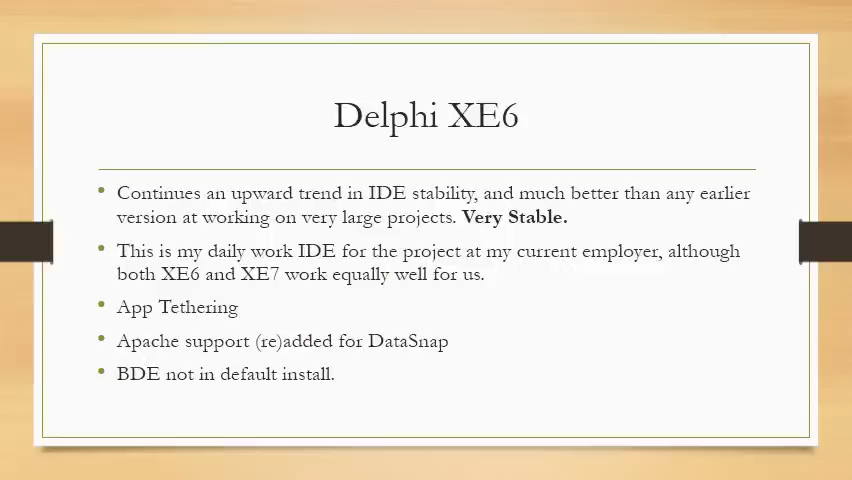 Delphi XE6
• Continues an upward trend in IDE stability, and much better than any earlier
version at working on very large projects. Very Stable.
• This is my daily work IDE for the project at my current employer, although
both XE6 and XE7 work equally well for us.
• App Tethering
• Apache support (re)added for DataSnap
• BDE not in default install.